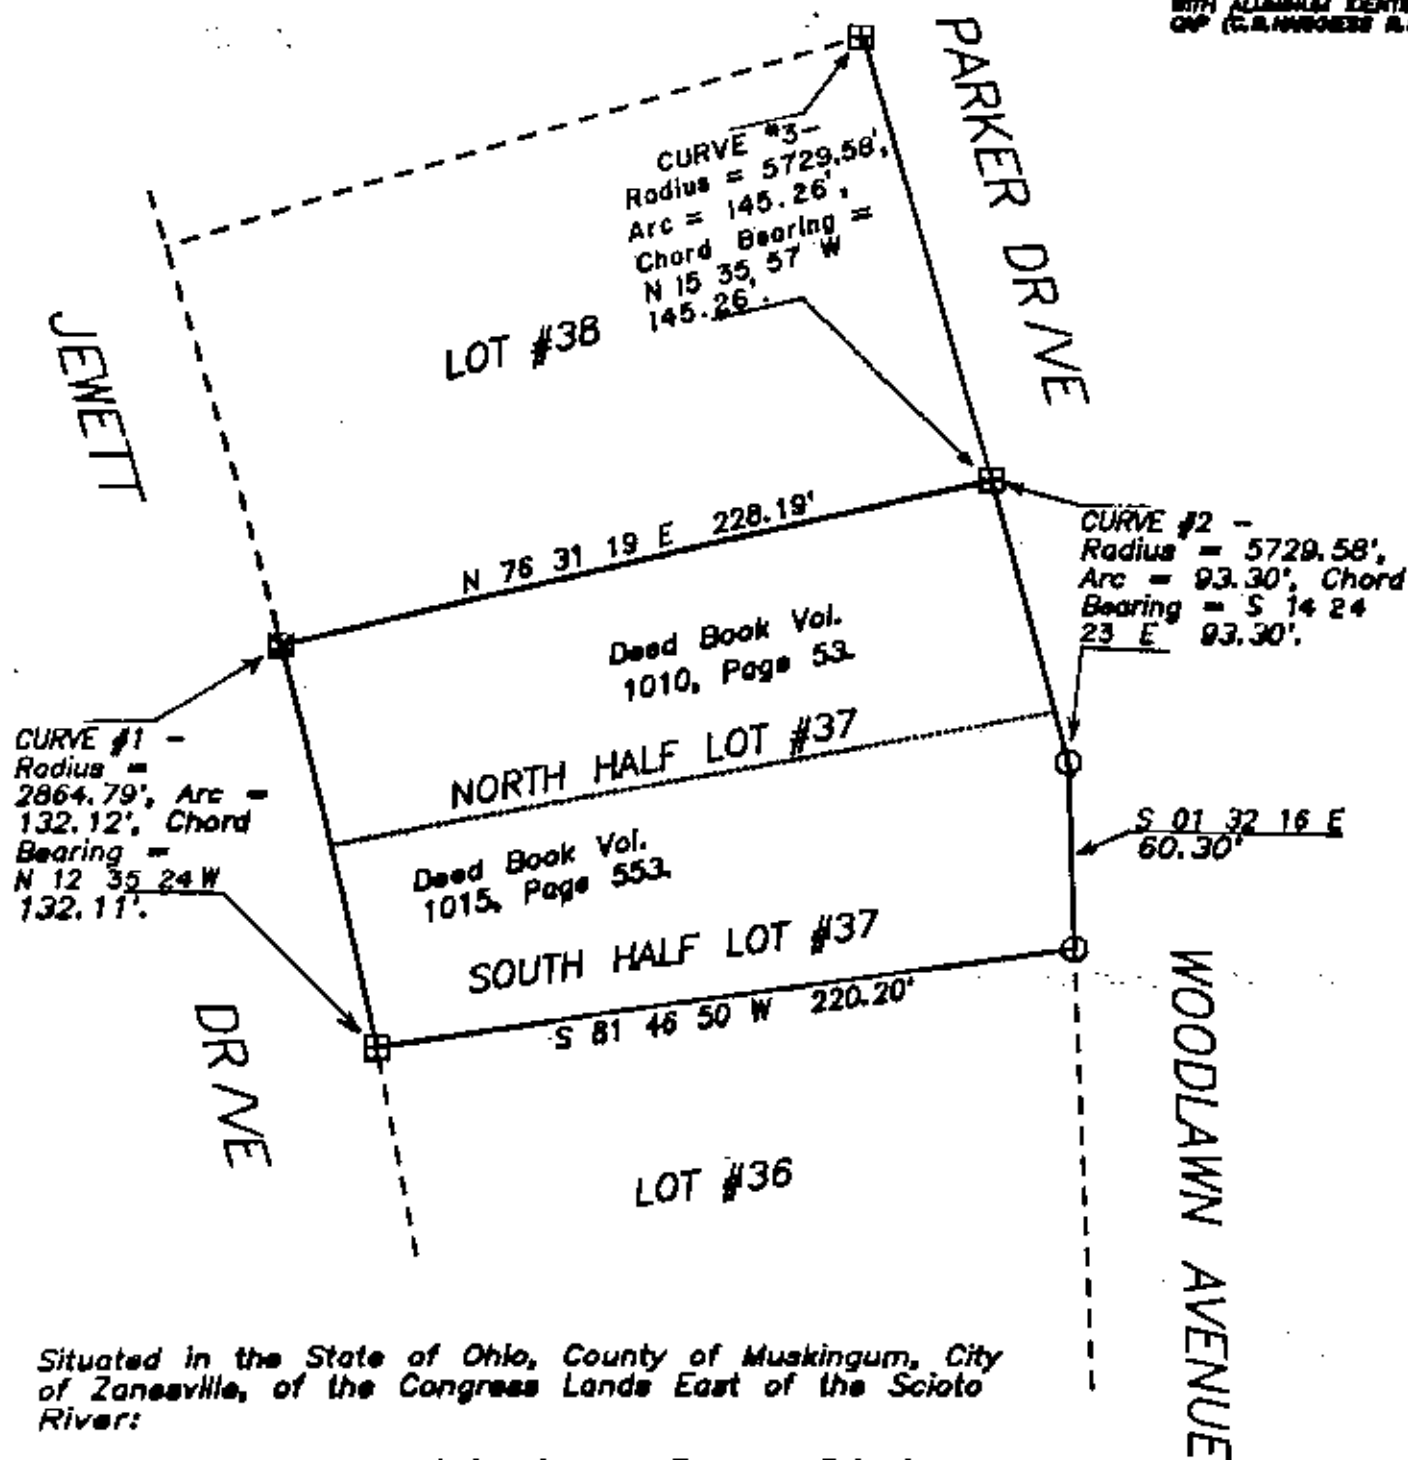 PARKER DRIVE
CURVE #3-
Radius = 5729.58',
Arc = 145.26',
Chord Bearing =
N 15 35 57 W
145.26'.
LOT #38
JEWETT
N 76 31 19 E 228.19'
CURVE #2 -
Radius = 5729.58',
Arc = 93.30', Chord
Bearing = S 14 24
23 E 93.30'.
Deed Book Vol.
1010, Page 53.
NORTH HALF LOT #37
CURVE #1 -
Radius =
2864.79', Arc =
132.12', Chord
Bearing =
N 12 35 24 W
132.11'.
S 01 32 16 E
60.30'
Deed Book Vol.
1015, Page 553.
SOUTH HALF LOT #37
S 81 46 50 W 220.20'
DRIVE
WOODLAWN AVENUE
LOT #36
Situated in the State of Ohio, County of Muskingum, City
of Zanesville, of the Congress Lands East of the Scioto
River: